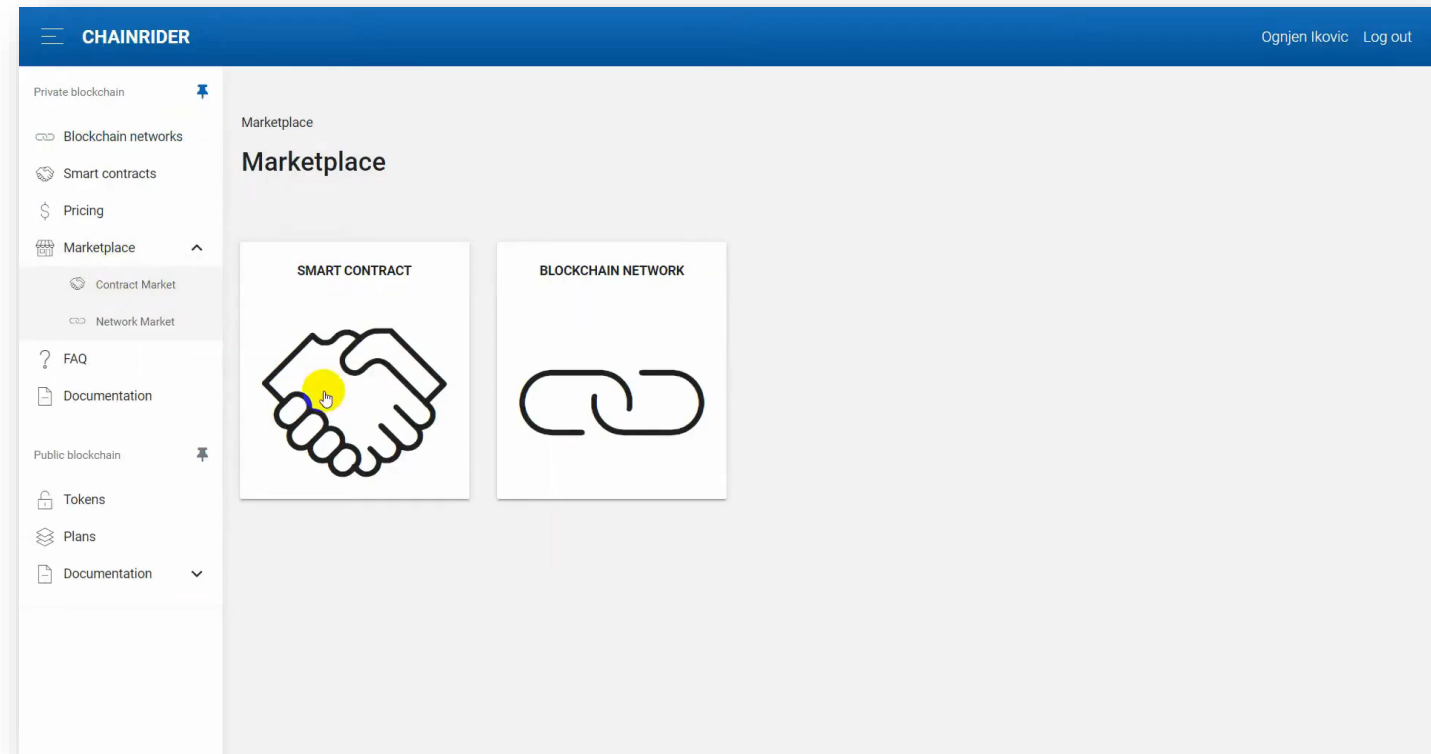 CHAINRIDER
Ognjen Ikovic Log out
Private blockchain
Blockchain networks
Smart contracts
Pricing
Marketplace
Contract Market
Network Market
FAQ
Documentation
Public blockchain
Tokens
Plans
Documentation
Marketplace
Marketplace
SMART CONTRACT
BLOCKCHAIN NETWORK